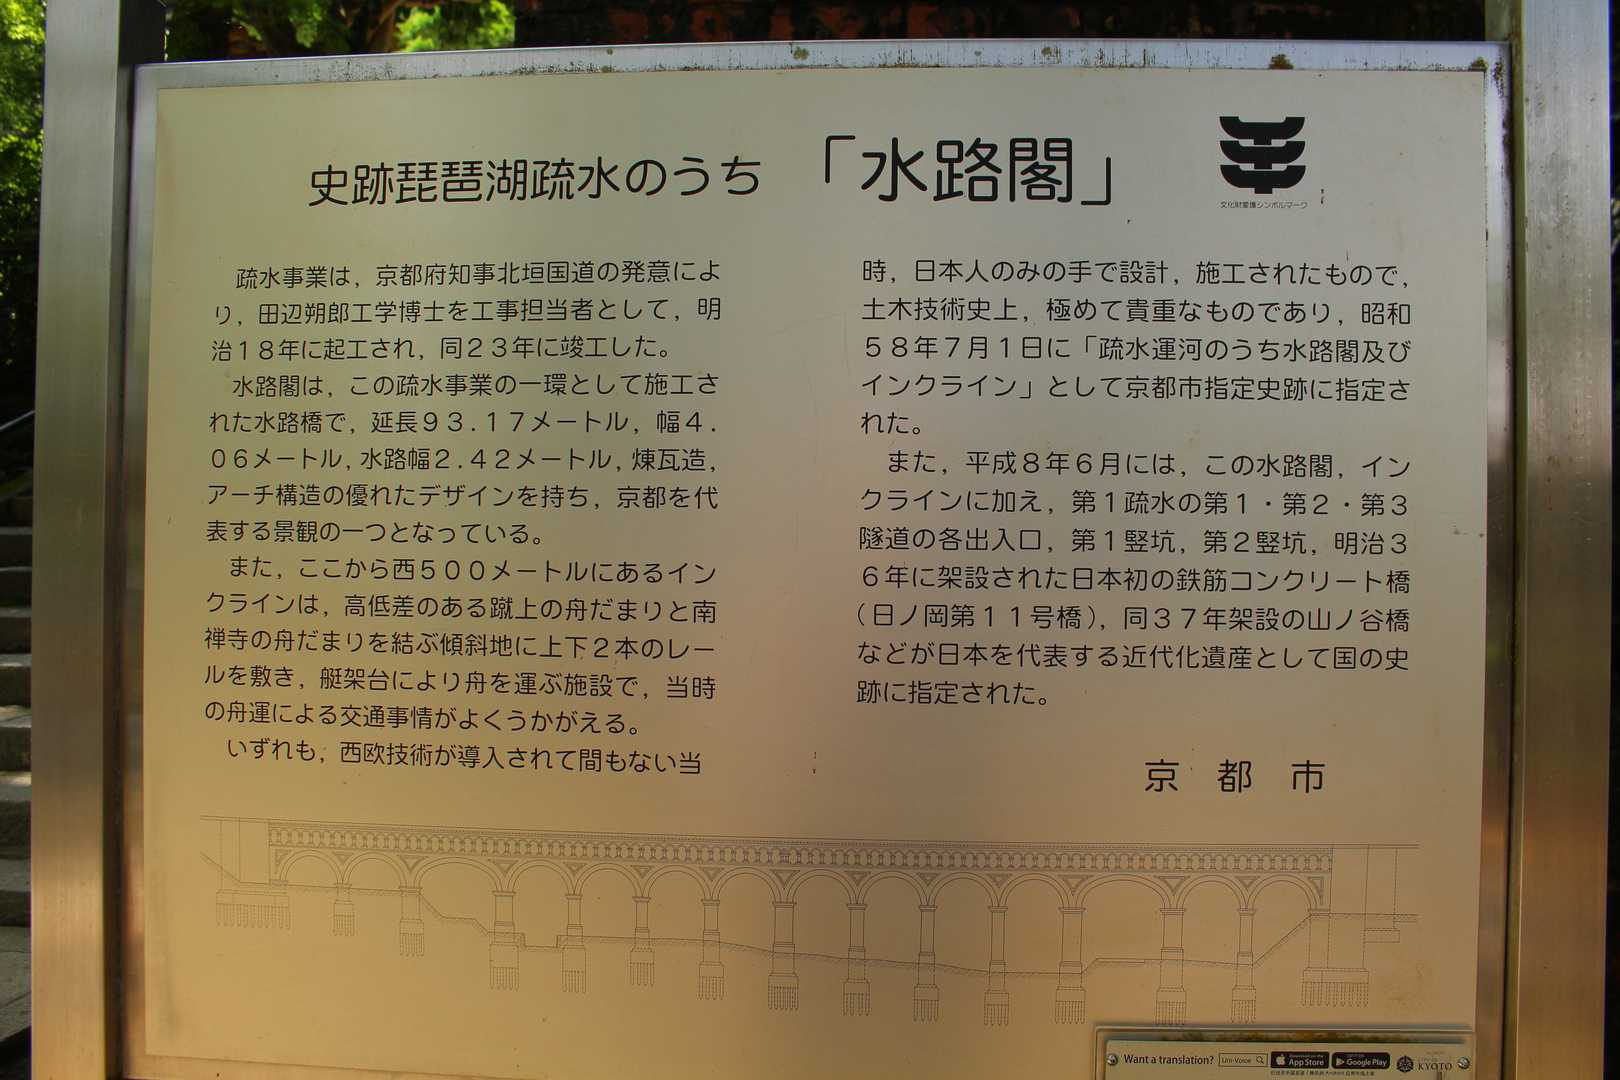 史跡琵琶湖疏水のうち「水路閣」
文化財愛護シンボルマーク
疏水事業は，京都府知事北垣国道の発意によ
り，田辺朔郎工学博士を工事担当者として，明
治１８年に起工され，同２３年に竣工した。
水路閣は，この疏水事業の一環として施工さ
れた水路橋で，延長９３．１７メートル，幅４．
０６メートル，水路幅２．４２メートル，煉瓦造，
アーチ構造の優れたデザインを持ち，京都を代
表する景観の一つとなっている。
また，ここから西５００メートルにあるイン
クラインは，高低差のある蹴上の舟だまりと南
禅寺の舟だまりを結ぶ傾斜地に上下２本のレー
ルを敷き，艇架台により舟を運ぶ施設で，当時
の舟運による交通事情がよくうかがえる。
いずれも，西欧技術が導入されて間もない当
時，日本人のみの手で設計，施工されたもので，
土木技術史上，極めて貴重なものであり，昭和
５８年７月１日に「疏水運河のうち水路閣及び
インクライン」として京都市指定史跡に指定さ
れた。
また，平成８年６月には，この水路閣，イン
クラインに加え，第１疏水の第１・第２・第３
隧道の各出入口，第１竪坑，第２竪坑，明治３
６年に架設された日本初の鉄筋コンクリート橋
（日ノ岡第１１号橋），同３７年架設の山ノ谷橋
などが日本を代表する近代化遺産として国の史
跡に指定された。
京都市
Want a translation? Uni-Voice App Store Google Play KYOTO